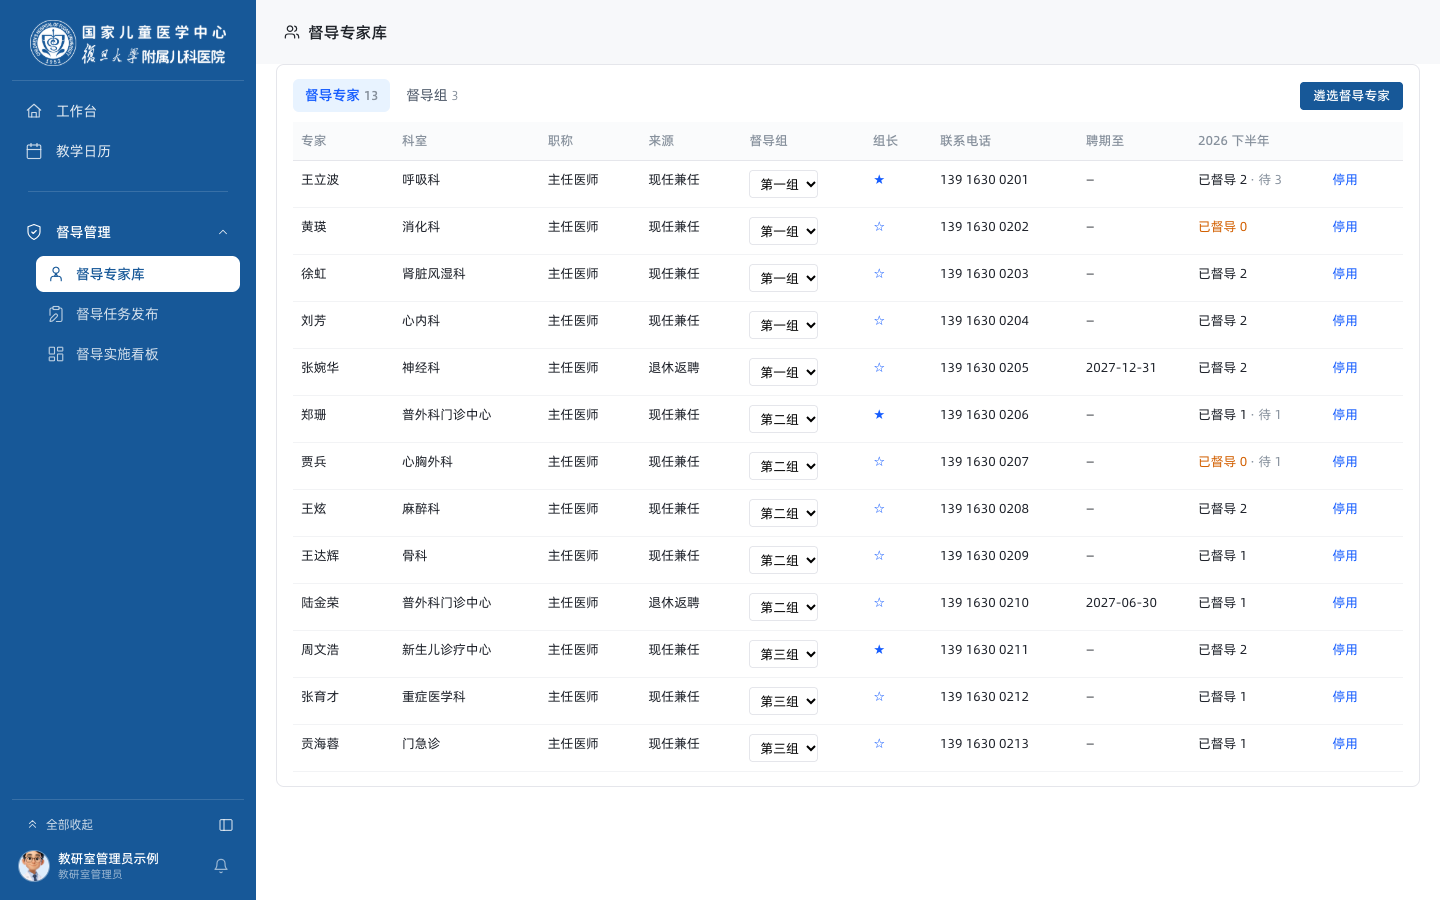 国家儿童医学中心
復旦大学附属儿科医院
1952
工作台
教学日历
督导管理
督导专家库
督导任务发布
督导实施看板
全部收起
教研室管理员示例
教研室管理员
督导专家库
督导专家 13 督导组 3 遴选督导专家
专家 科室 职称 来源 督导组 组长 联系电话 聘期至 2026 下半年
王立波 呼吸科 主任医师 现任兼任 第一组 ★ 139 1630 0201 – 已督导 2 · 待 3 停用
黄瑛 消化科 主任医师 现任兼任 第一组 ☆ 139 1630 0202 – 已督导 0 停用
徐虹 肾脏风湿科 主任医师 现任兼任 第一组 ☆ 139 1630 0203 – 已督导 2 停用
刘芳 心内科 主任医师 现任兼任 第一组 ☆ 139 1630 0204 – 已督导 2 停用
张婉华 神经科 主任医师 退休返聘 第一组 ☆ 139 1630 0205 2027-12-31 已督导 2 停用
郑珊 普外科门诊中心 主任医师 现任兼任 第二组 ★ 139 1630 0206 – 已督导 1 · 待 1 停用
贾兵 心胸外科 主任医师 现任兼任 第二组 ☆ 139 1630 0207 – 已督导 0 · 待 1 停用
王炫 麻醉科 主任医师 现任兼任 第二组 ☆ 139 1630 0208 – 已督导 2 停用
王达辉 骨科 主任医师 现任兼任 第二组 ☆ 139 1630 0209 – 已督导 1 停用
陆金荣 普外科门诊中心 主任医师 退休返聘 第二组 ☆ 139 1630 0210 2027-06-30 已督导 1 停用
周文浩 新生儿诊疗中心 主任医师 现任兼任 第三组 ★ 139 1630 0211 – 已督导 2 停用
张育才 重症医学科 主任医师 现任兼任 第三组 ☆ 139 1630 0212 – 已督导 1 停用
贡海蓉 门急诊 主任医师 现任兼任 第三组 ☆ 139 1630 0213 – 已督导 1 停用